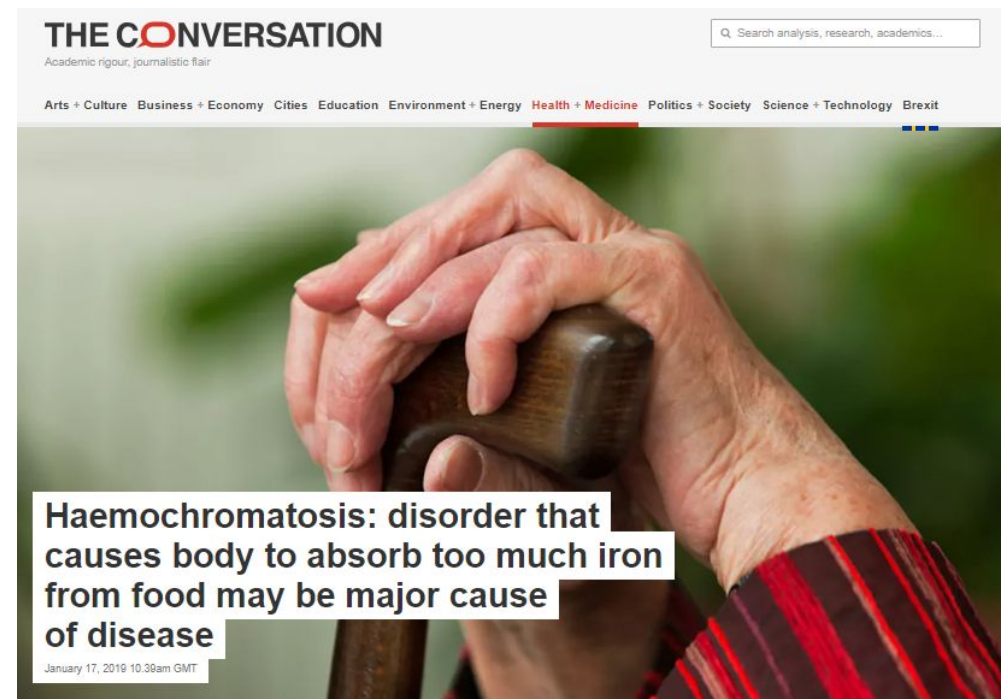 THE CONVERSATION
Search analysis, research, academics...
Academic rigour, journalistic flair
Arts + Culture Business + Economy Cities Education Environment + Energy Health + Medicine Politics + Society Science + Technology Brexit
Haemochromatosis: disorder that
causes body to absorb too much iron
from food may be major cause
of disease
January 17, 2019 10.39am GMT